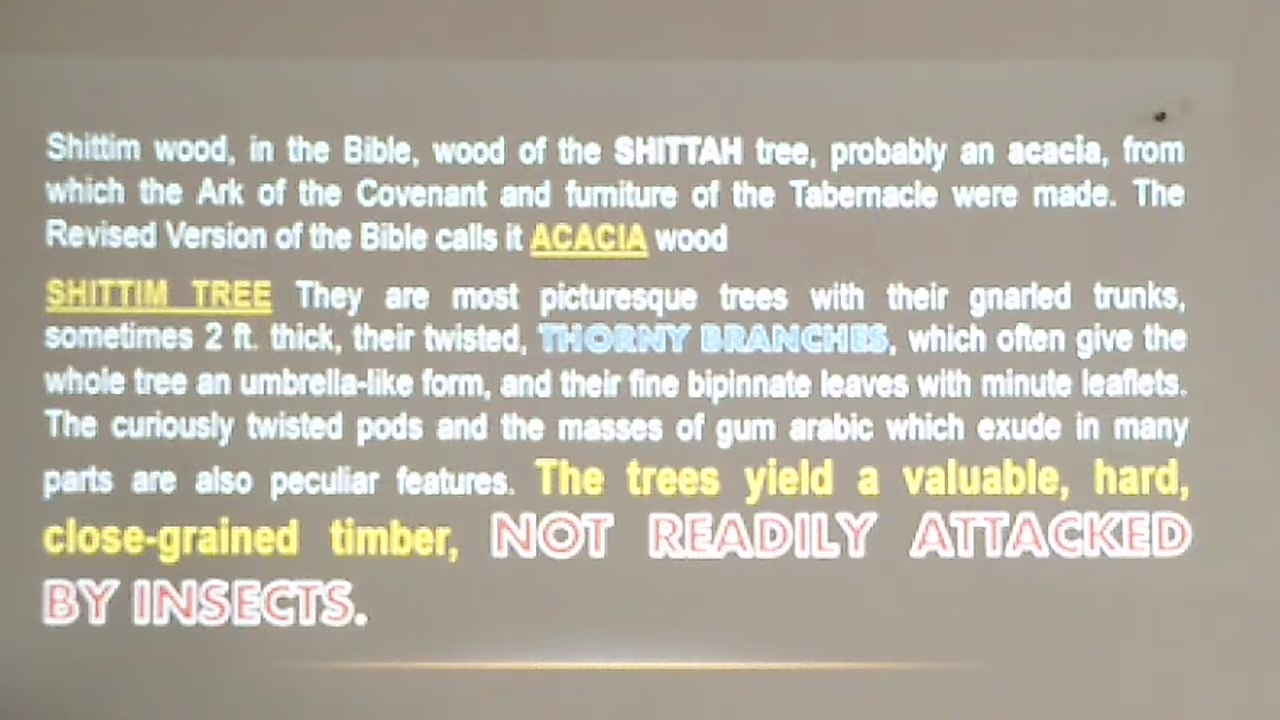 Shittim wood, in the Bible, wood of the SHITTAH tree, probably an acacia, from
which the Ark of the Covenant and furniture of the Tabernacle were made. The
Revised Version of the Bible calls it ACACIA wood
SHITTIM TREE They are most picturesque trees with their gnarled trunks,
sometimes 2 ft. thick, their twisted, THORNY BRANCHES, which often give the
whole tree an umbrella-like form, and their fine bipinnate leaves with minute leaflets.
The curiously twisted pods and the masses of gum arabic which exude in many
parts are also peculiar features. The trees yield a valuable, hard,
close-grained timber, NOT READILY ATTACKED
BY INSECTS.